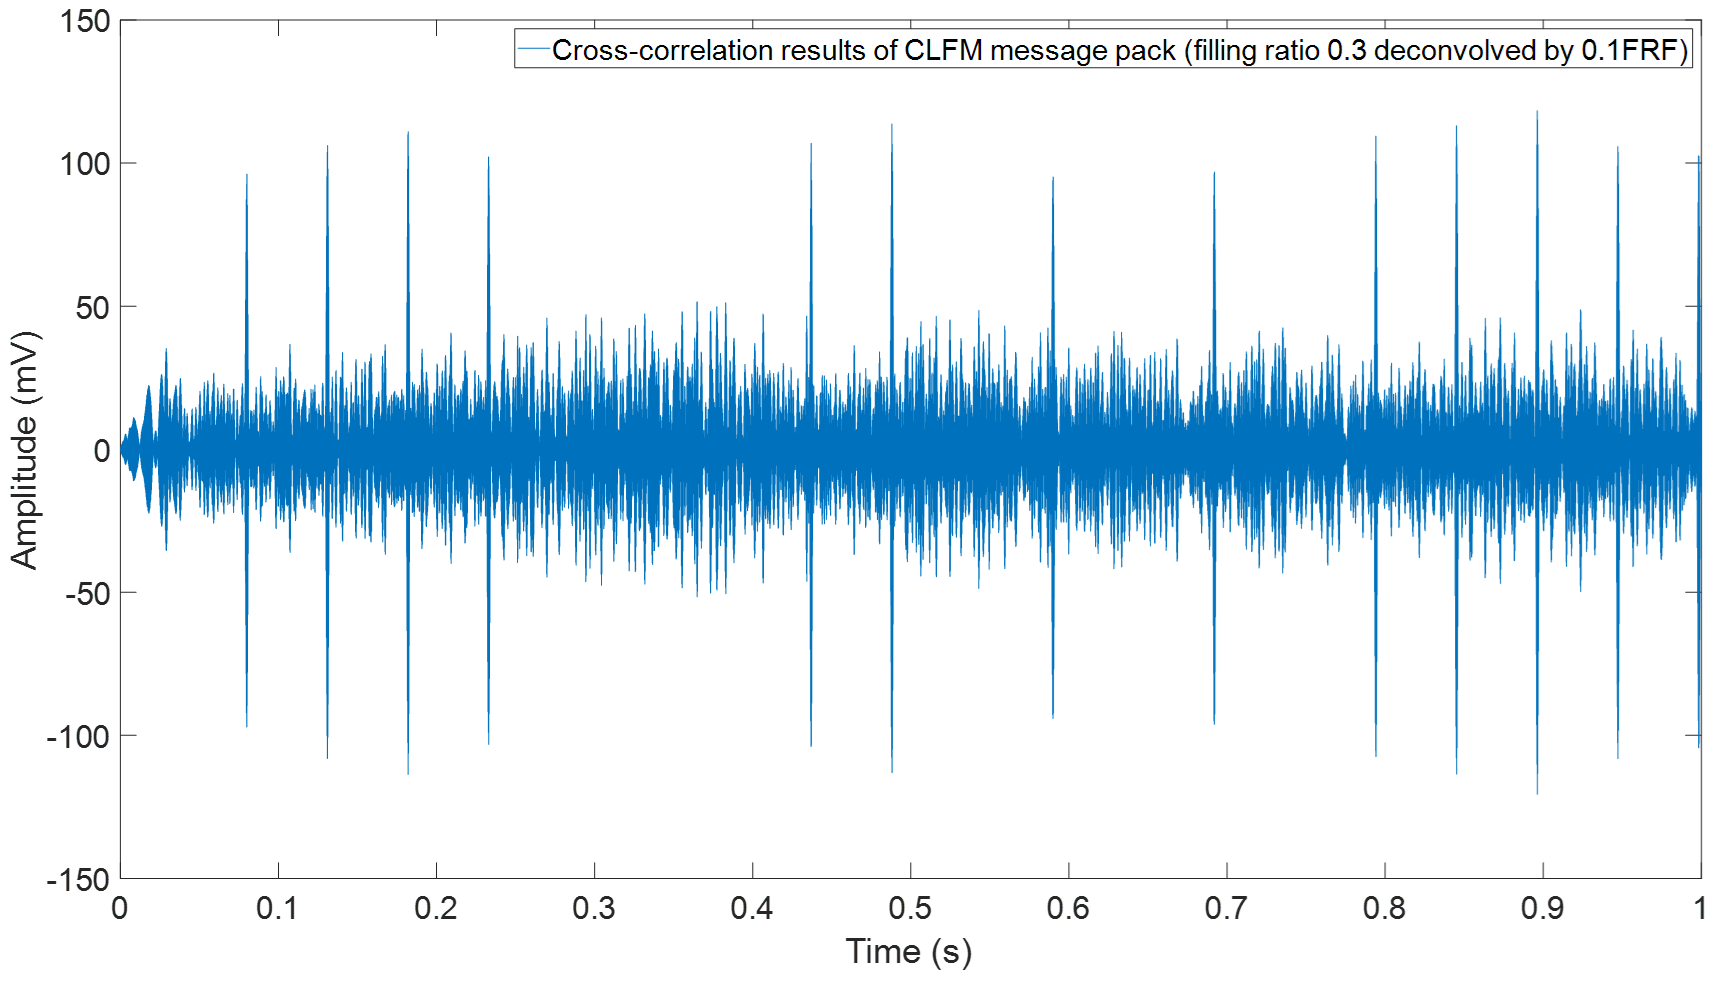 Cross-correlation results of CLFM message pack (filling ratio 0.3 deconvolved by 0.1FRF)
150
100
50
0
-50
-100
-150
Amplitude (mV)
0 0.1 0.2 0.3 0.4 0.5 0.6 0.7 0.8 0.9 1
Time (s)